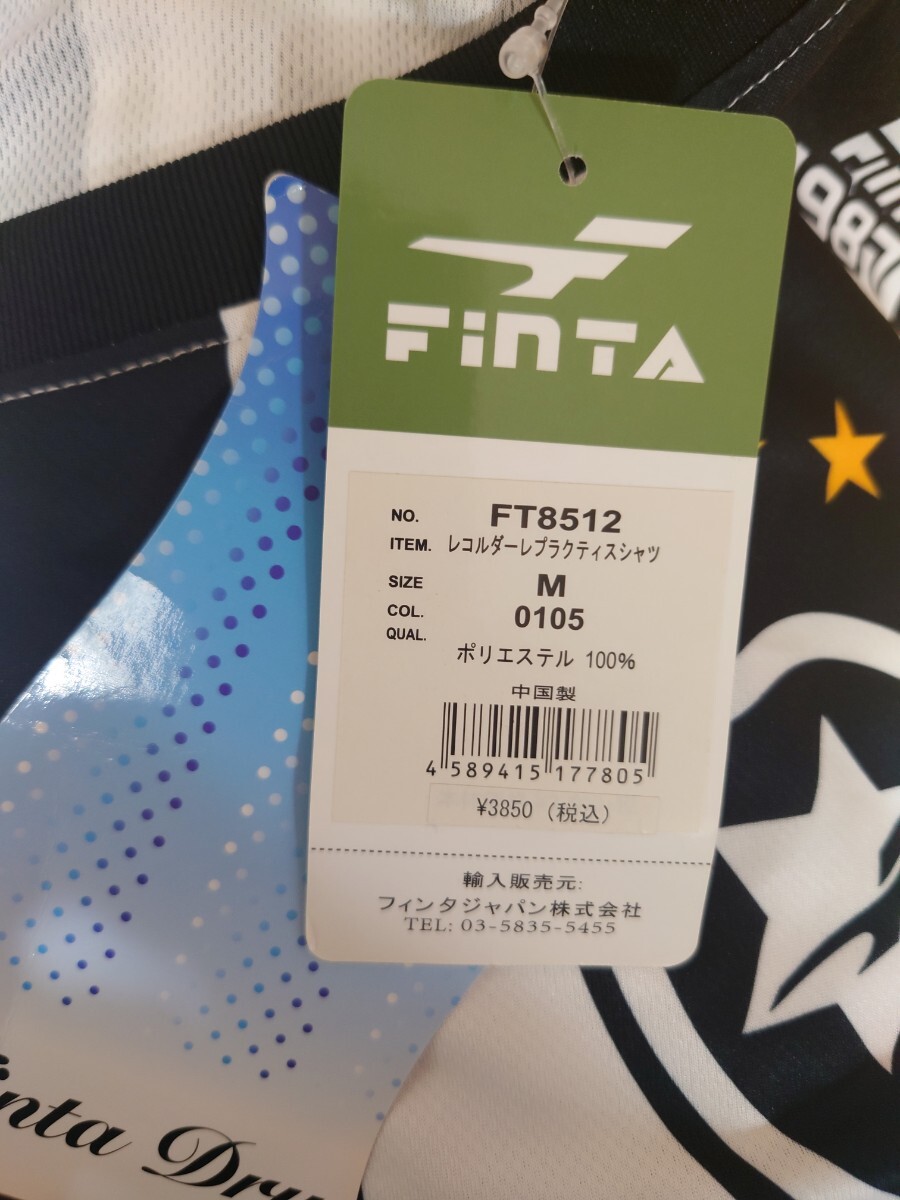 FiNTA
NO. FT8512
ITEM. レコルダーレプラクティスシャツ
SIZE M
COL. 0105
QUAL.
ポリエステル 100%
中国製
4 589415 177805
¥3850(税込)
輸入販売元:
フィンタジャパン株式会社
TEL: 03-5835-5455
1987
inta Dry